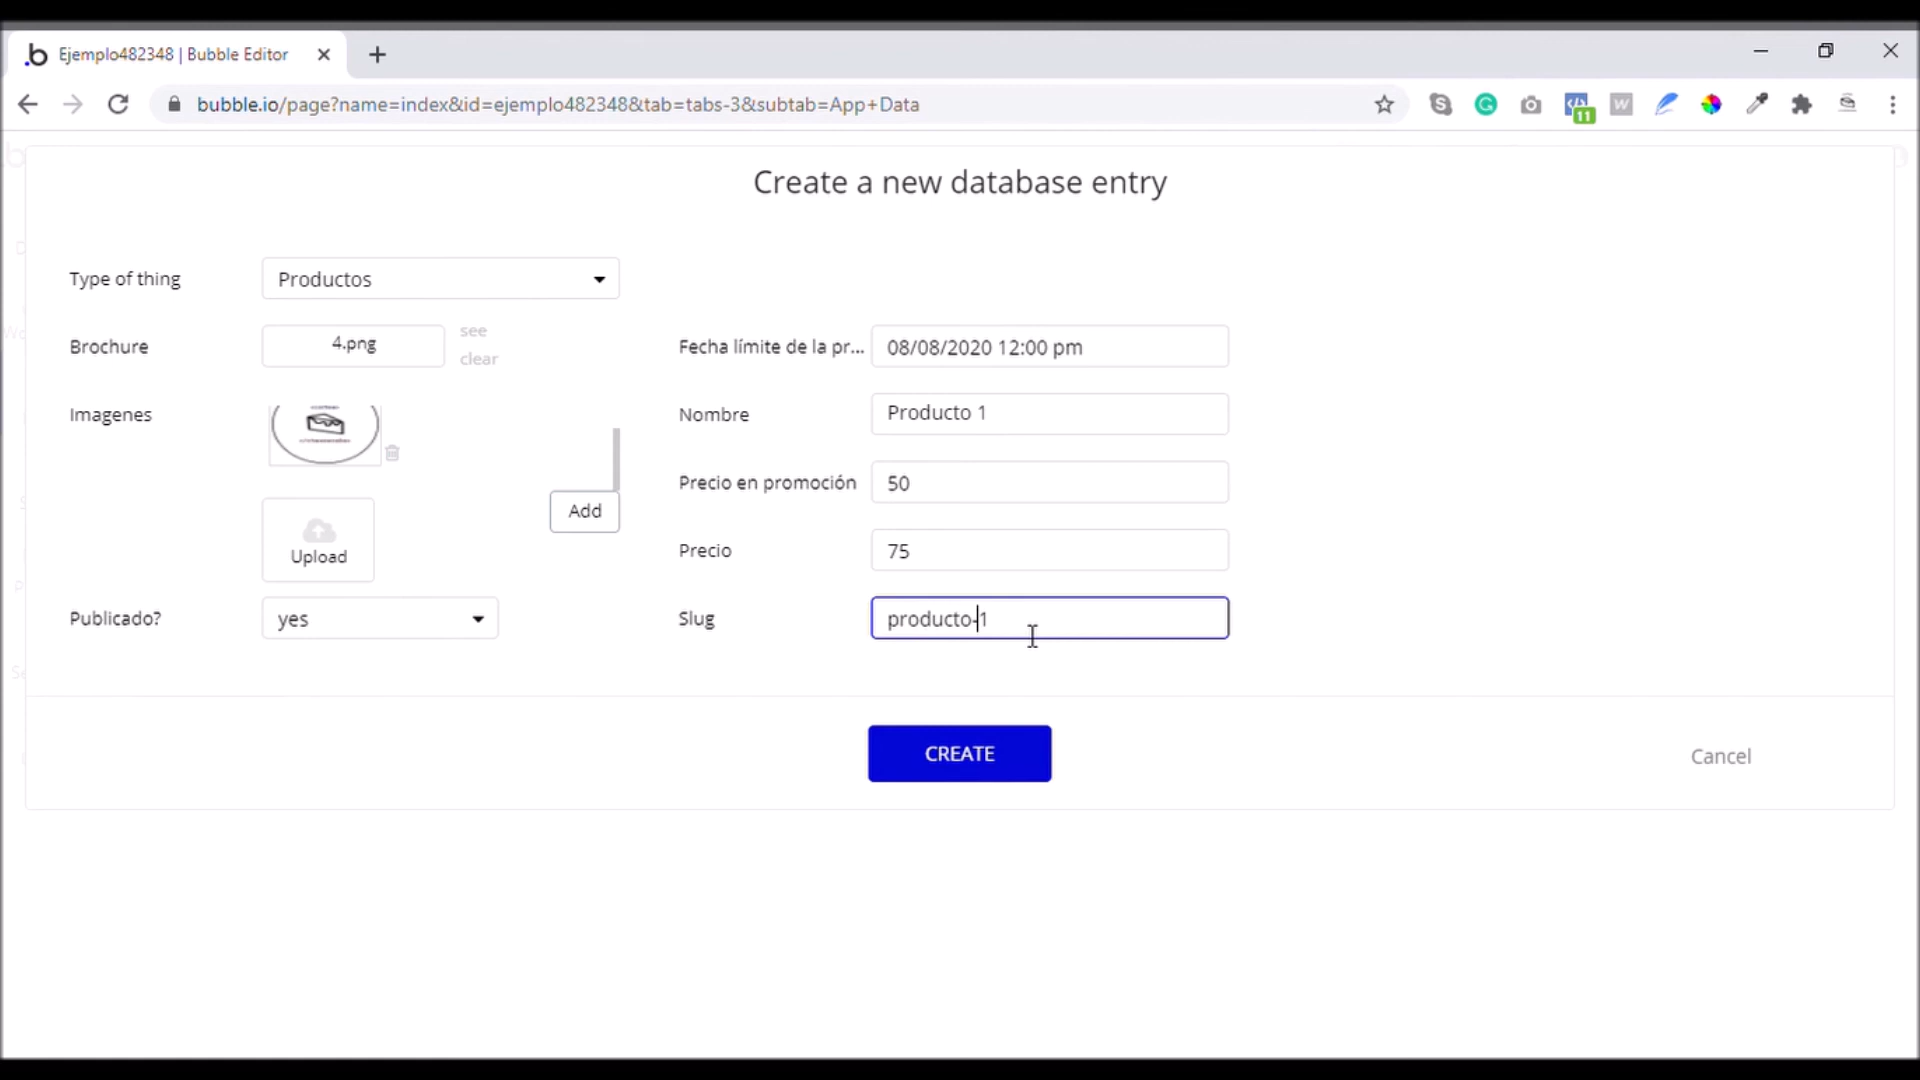 Ejemplo482348 | Bubble Editor
bubble.io/page?name=index&id=ejemplo482348&tab=tabs-3&subtab=App+Data
11
Create a new database entry
Type of thing
Productos
Brochure
4.png
see
clear
Fecha límite de la pr...
08/08/2020 12:00 pm
Imagenes
Nombre
Producto 1
Precio en promoción
50
Add
Upload
Precio
75
Publicado?
yes
Slug
producto-1
CREATE
Cancel